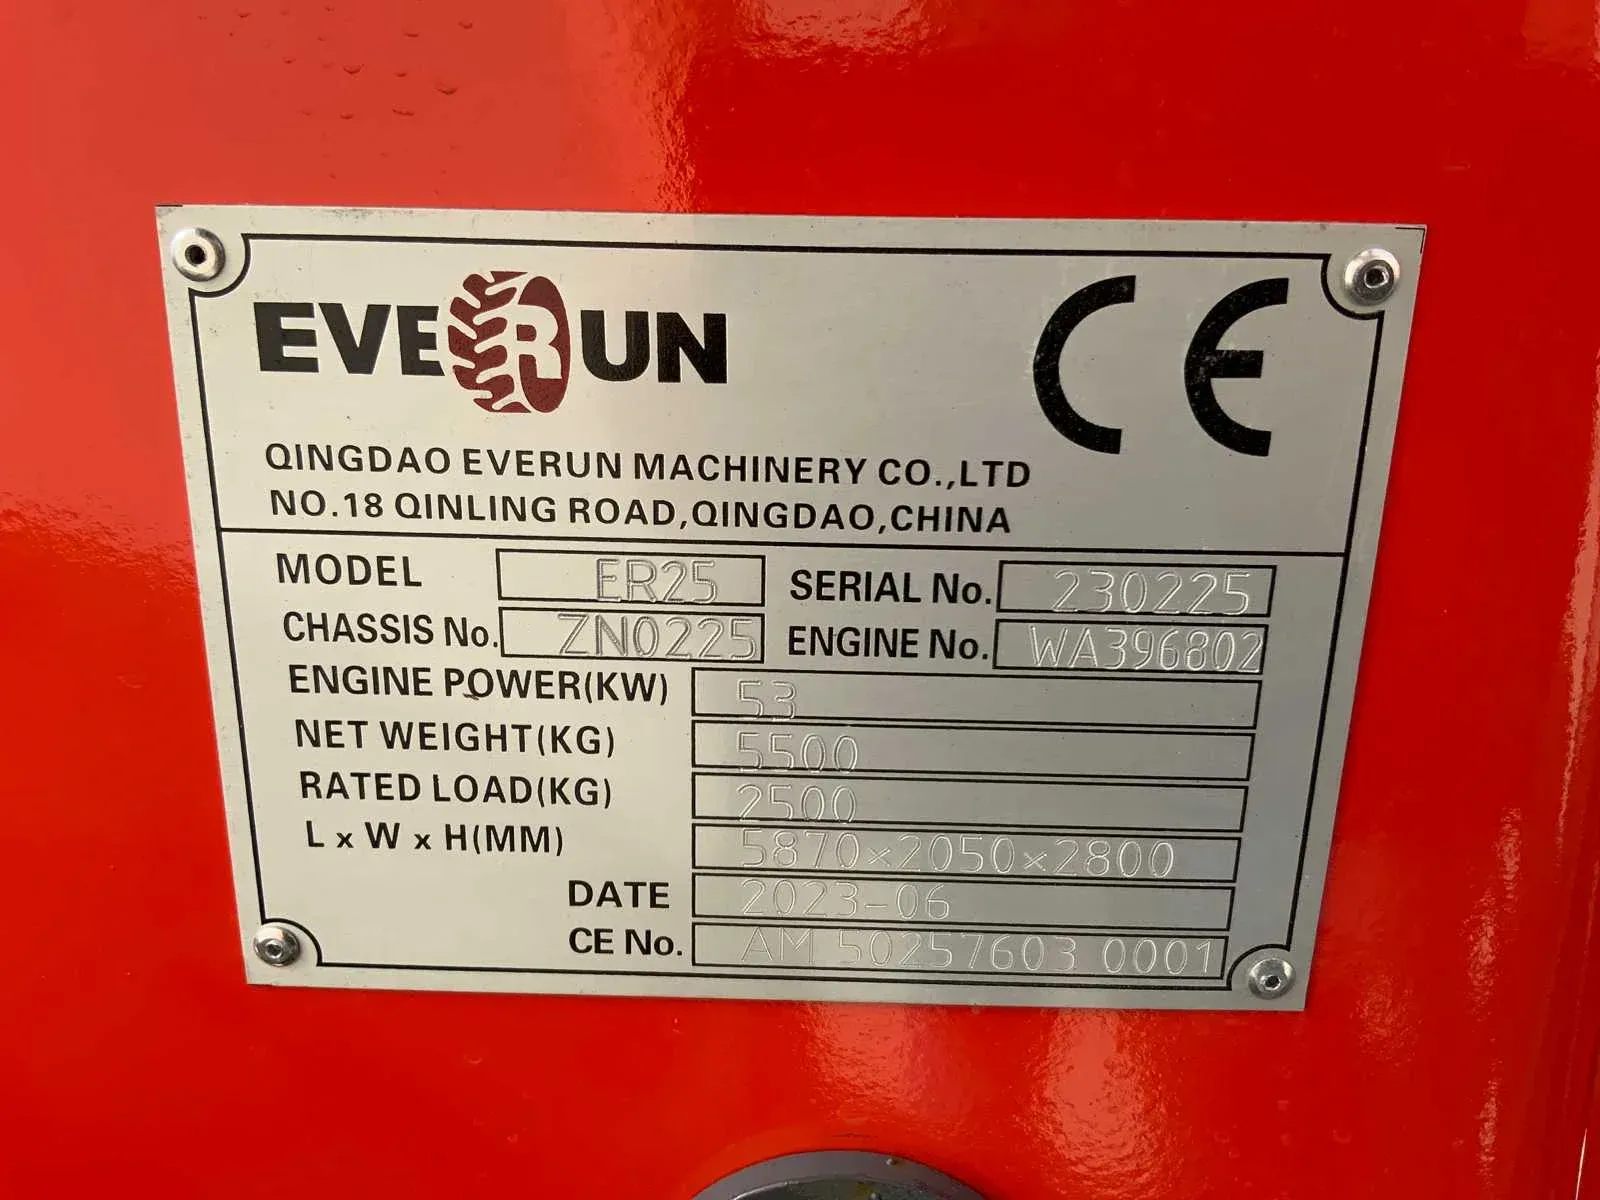 EVERUN CE
QINGDAO EVERUN MACHINERY CO.,LTD
NO.18 QINLING ROAD,QINGDAO,CHINA
MODEL ER25 SERIAL No. 230225
CHASSIS No. ZN0225 ENGINE No. WA396802
ENGINE POWER(KW) 53
NET WEIGHT(KG) 5500
RATED LOAD(KG) 2500
L x W x H(MM) 5870×2050×2800
DATE 2023-06
CE No. AM 50257603 0001